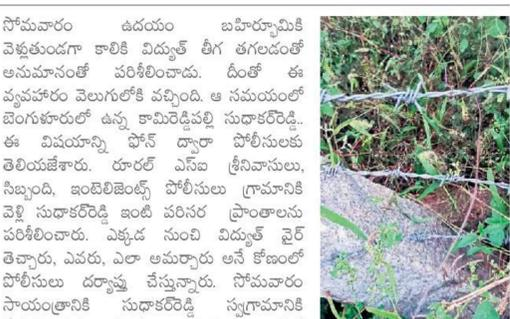 సోమవారం ఉదయం బహిర్భూమికి
వెళ్లుతుండగా కాలికి విద్యుత్ తీగ తగలడంతో
అనుమానంతో పరిశీలించాడు. దీంతో ఈ
వ్యవహారం వెలుగులోకి వచ్చింది. ఆ సమయంలో
బెంగుళూరులో ఉన్న కామిరెడ్డిపల్లి సుధాకర్‌రెడ్డి..
ఈ విషయాన్ని ఫోన్ ద్వారా పోలీసులకు
తెలియజేశారు. రూరల్ ఎస్ఐ శ్రీనివాసులు,
సిబ్బంది, ఇంటెలిజెంట్స్ పోలీసులు గ్రామానికి
వెళ్లి సుధాకర్‌రెడ్డి ఇంటి పరిసర ప్రాంతాలను
పరిశీలించారు. ఎక్కడ నుంచి విద్యుత్ వైర్
తెచ్చారు, ఎవరు, ఎలా అమర్చారు అనే కోణంలో
పోలీసులు దర్యాప్తు చేస్తున్నారు. సోమవారం
సాయంత్రానికి సుధాకర్‌రెడ్డి స్వగ్రామానికి